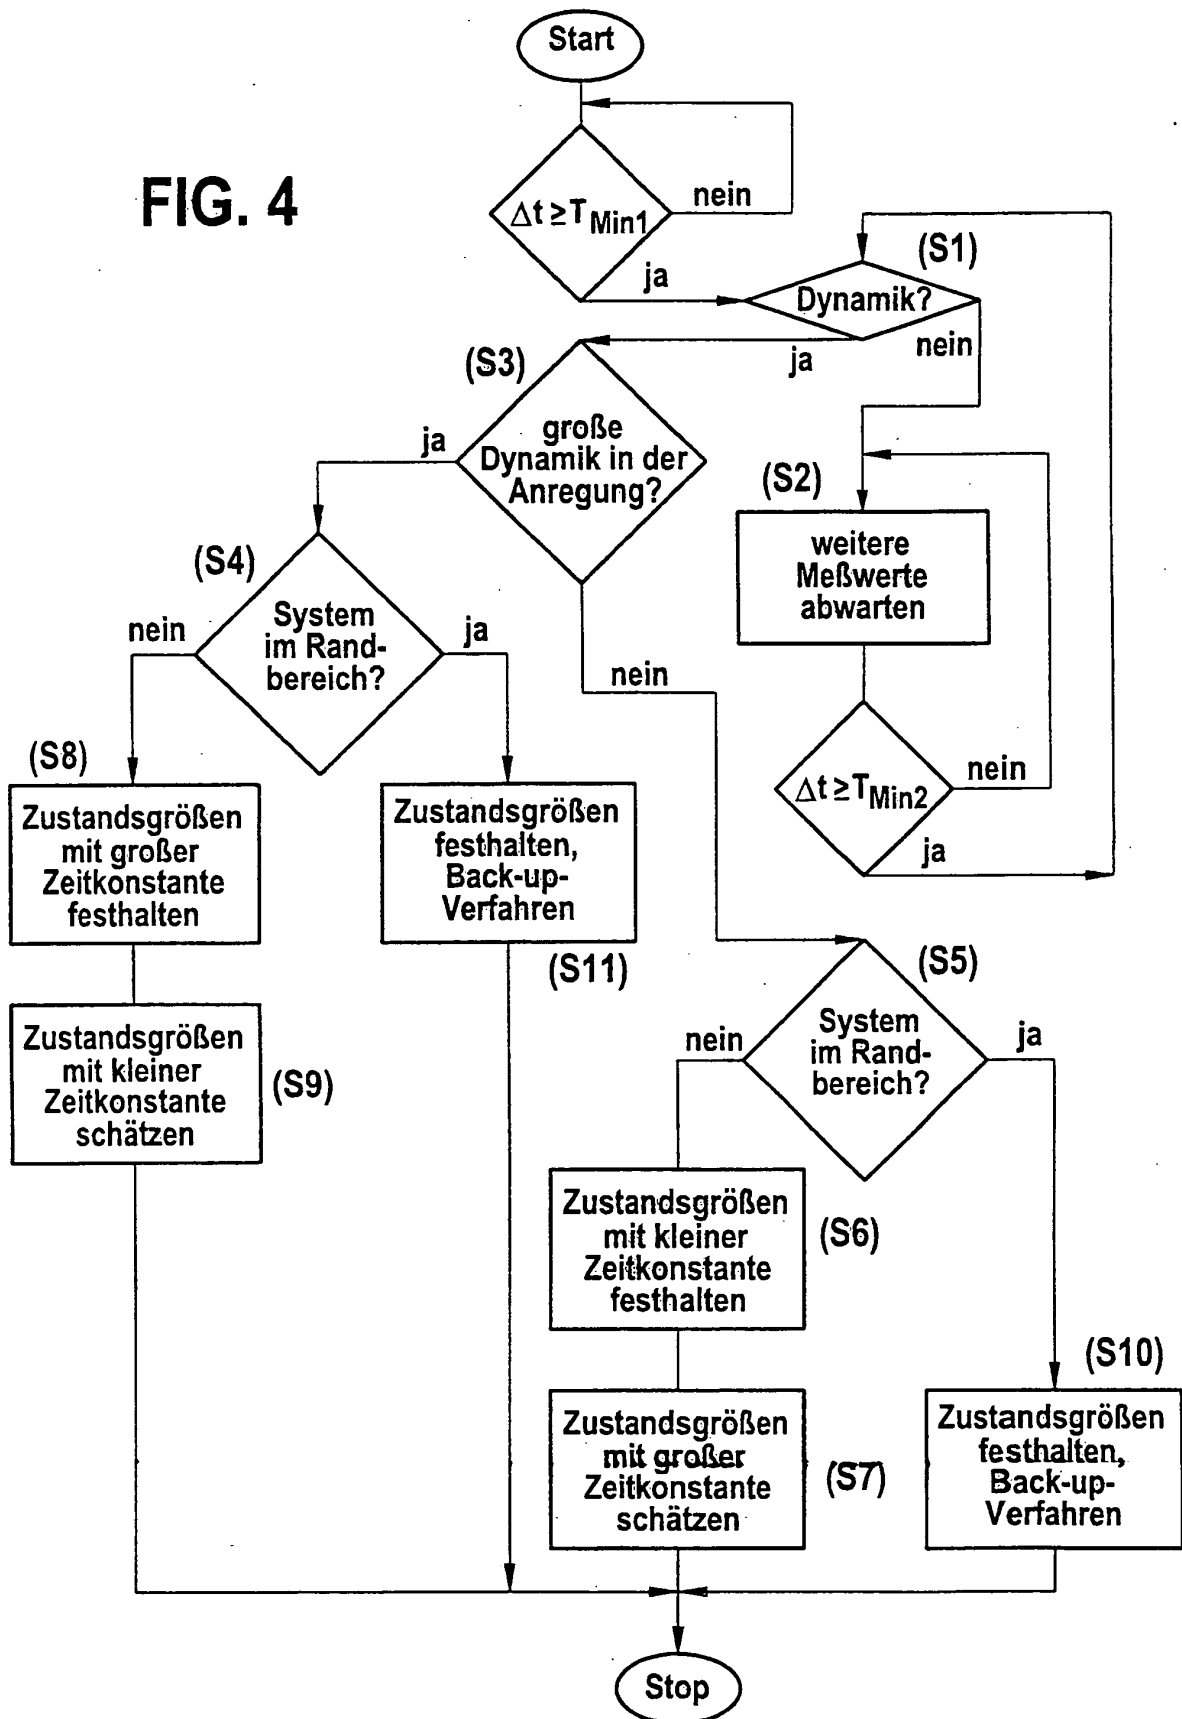 Start
FIG. 4
Δt ≥ T Min1
nein
ja
(S1)
Dynamik?
nein
ja
(S3)
große
Dynamik in der
Anregung?
ja
nein
(S2)
weitere
Meßwerte
abwarten
Δt ≥ T Min2
nein
ja
(S4)
System
im Rand-
bereich?
nein
ja
(S8)
Zustandsgrößen
mit großer
Zeitkonstante
festhalten
Zustandsgrößen
festhalten,
Back-up-
Verfahren
(S11)
Zustandsgrößen
mit kleiner
Zeitkonstante
schätzen
(S9)
(S5)
System
im Rand-
bereich?
nein
ja
Zustandsgrößen
mit kleiner
Zeitkonstante
festhalten
(S6)
Zustandsgrößen
mit großer
Zeitkonstante
schätzen
(S7)
(S10)
Zustandsgrößen
festhalten,
Back-up-
Verfahren
Stop